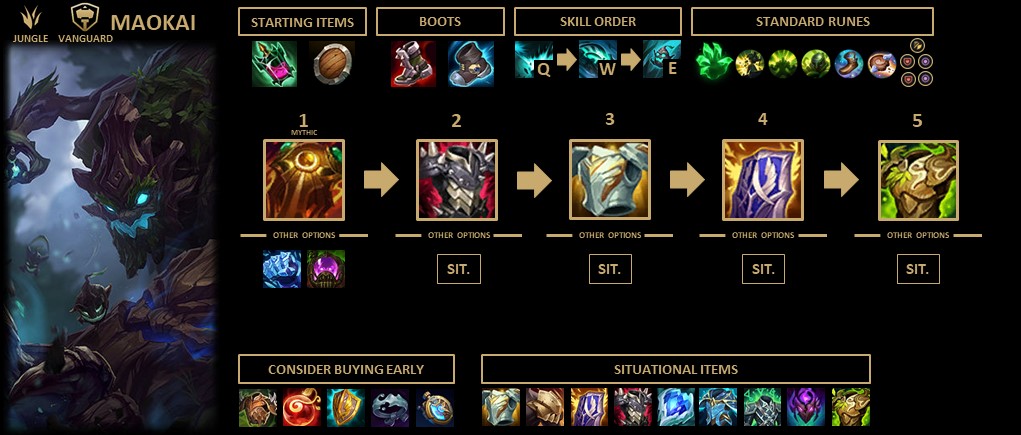 JUNGLE VANGUARD MAOKAI
STARTING ITEMS
BOOTS
SKILL ORDER
STANDARD RUNES
Q
W
E
1
MYTHIC
2
3
4
5
OTHER OPTIONS
OTHER OPTIONS
OTHER OPTIONS
OTHER OPTIONS
OTHER OPTIONS
SIT.
SIT.
SIT.
SIT.
CONSIDER BUYING EARLY
SITUATIONAL ITEMS